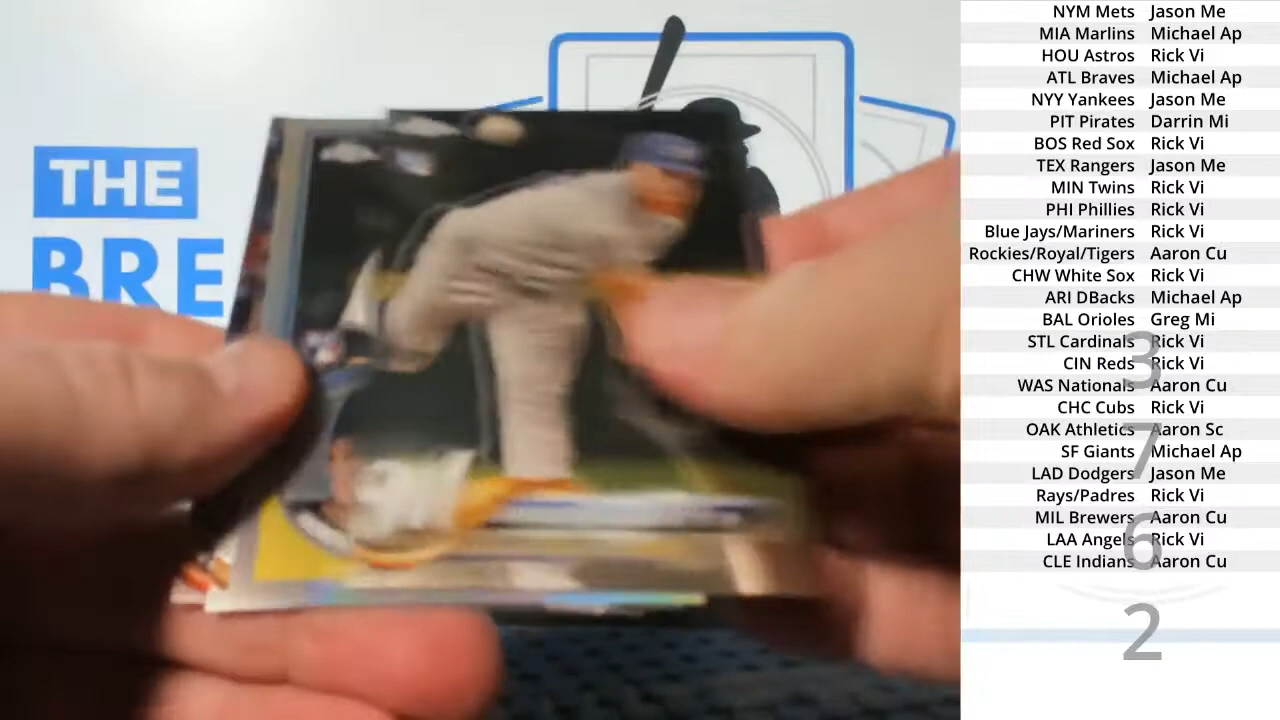 THE
BRE
NYM Mets Jason Me
MIA Marlins Michael Ap
HOU Astros Rick Vi
ATL Braves Michael Ap
NYY Yankees Jason Me
PIT Pirates Darrin Mi
BOS Red Sox Rick Vi
TEX Rangers Jason Me
MIN Twins Rick Vi
PHI Phillies Rick Vi
Blue Jays/Mariners Rick Vi
Rockies/Royal/Tigers Aaron Cu
CHW White Sox Rick Vi
ARI DBacks Michael Ap
BAL Orioles Greg Mi
STL Cardinals Rick Vi
CIN Reds Rick Vi
WAS Nationals Aaron Cu
CHC Cubs Rick Vi
OAK Athletics Aaron Sc
SF Giants Michael Ap
LAD Dodgers Jason Me
Rays/Padres Rick Vi
MIL Brewers Aaron Cu
LAA Angels Rick Vi
CLE Indians Aaron Cu
3
7
6
2